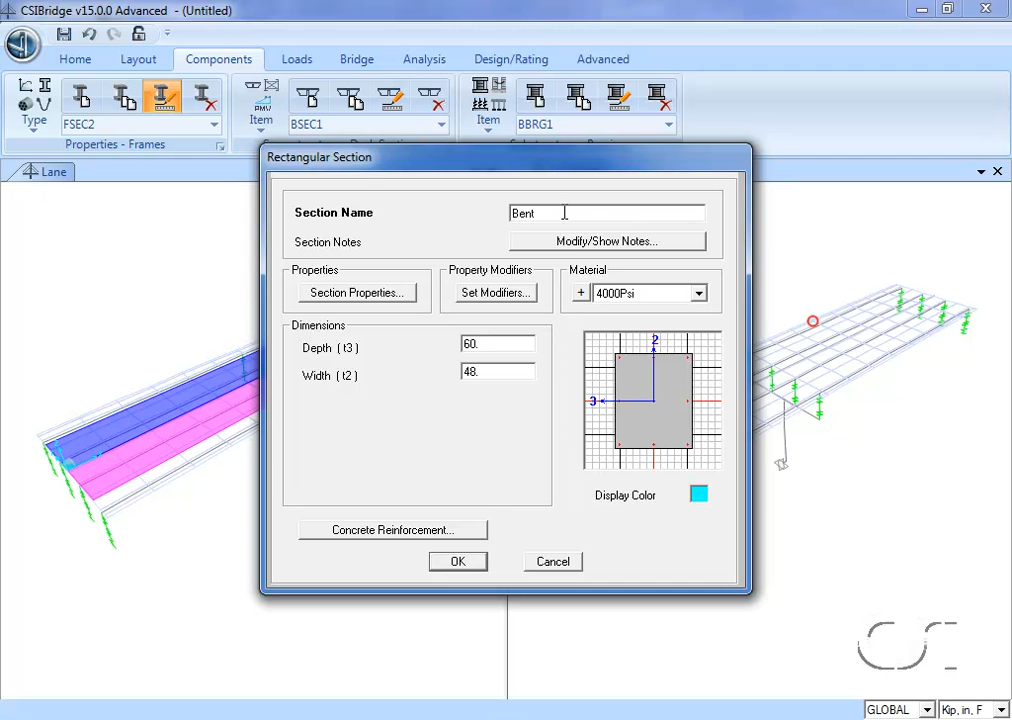 CSIBridge v15.0.0 Advanced - (Untitled)
Home Layout Components Loads Bridge Analysis Design/Rating Advanced
Type FSEC2 Item BSEC1 Item BBRG1
Properties - Frames
Lane
Rectangular Section
Section Name Bent
Section Notes Modify/Show Notes...
Properties Property Modifiers Material
Section Properties... Set Modifiers... + 4000Psi
Dimensions
Depth ( t3 ) 60.
Width ( t2 ) 48.
2
3
Display Color
Concrete Reinforcement...
OK Cancel
CSI
GLOBAL Kip, in, F